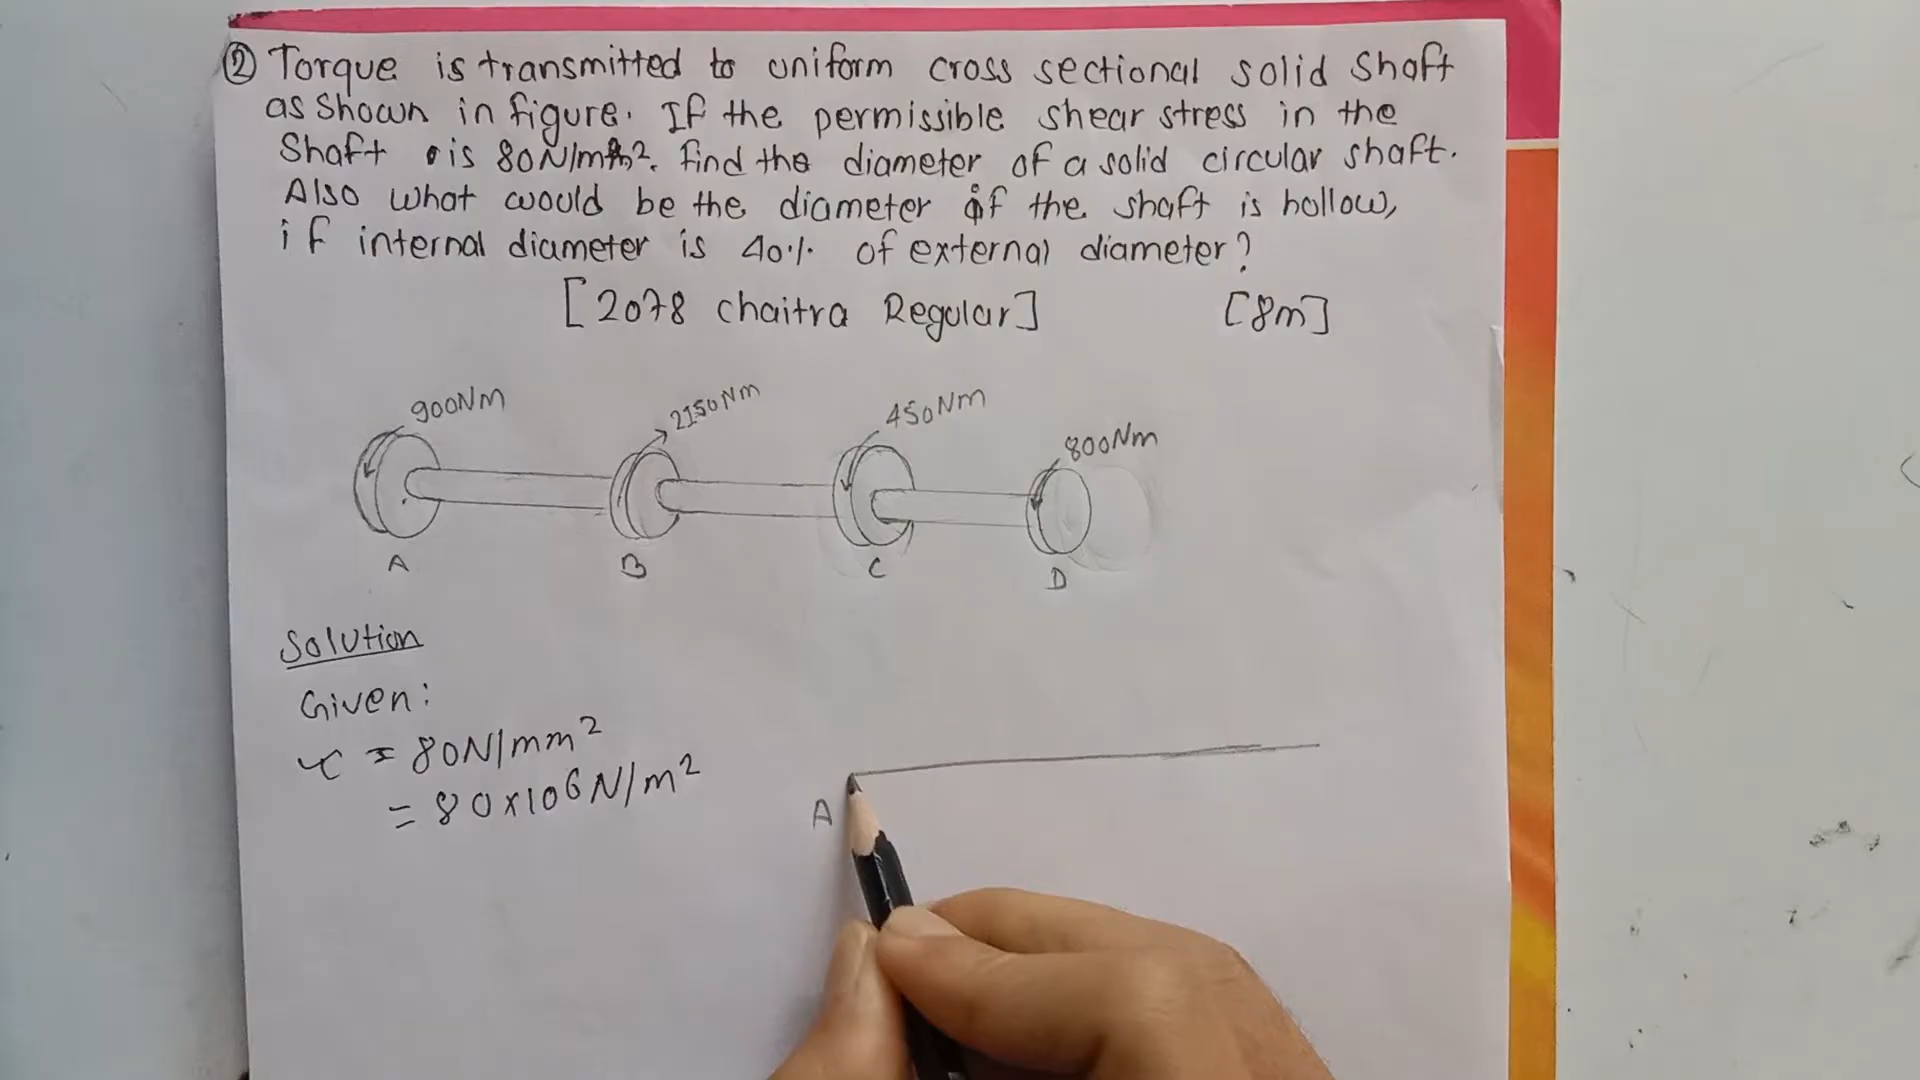 ② Torque is transmitted to uniform cross sectional solid shaft
as shown in figure. If the permissible shear stress in the
shaft is 80N/mm². Find the diameter of a solid circular shaft.
Also what would be the diameter if the shaft is hollow,
if internal diameter is 40% of external diameter?
[2078 chaitra Regular] [8m]
900Nm 2150Nm 450Nm 800Nm
A B C D
Solution
Given:
τ = 80N/mm²
= 80×10⁶N/m²
A